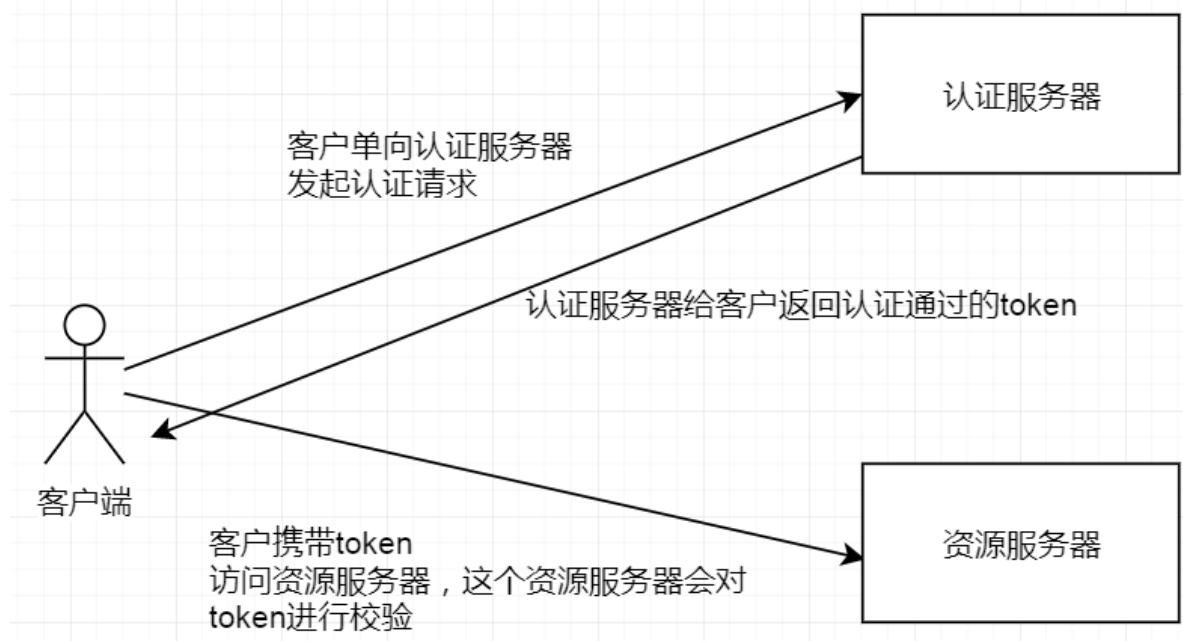 认证服务器
客户单向认证服务器
发起认证请求
认证服务器给客户返回认证通过的token
客户端
资源服务器
客户携带token
访问资源服务器，这个资源服务器会对
token进行校验